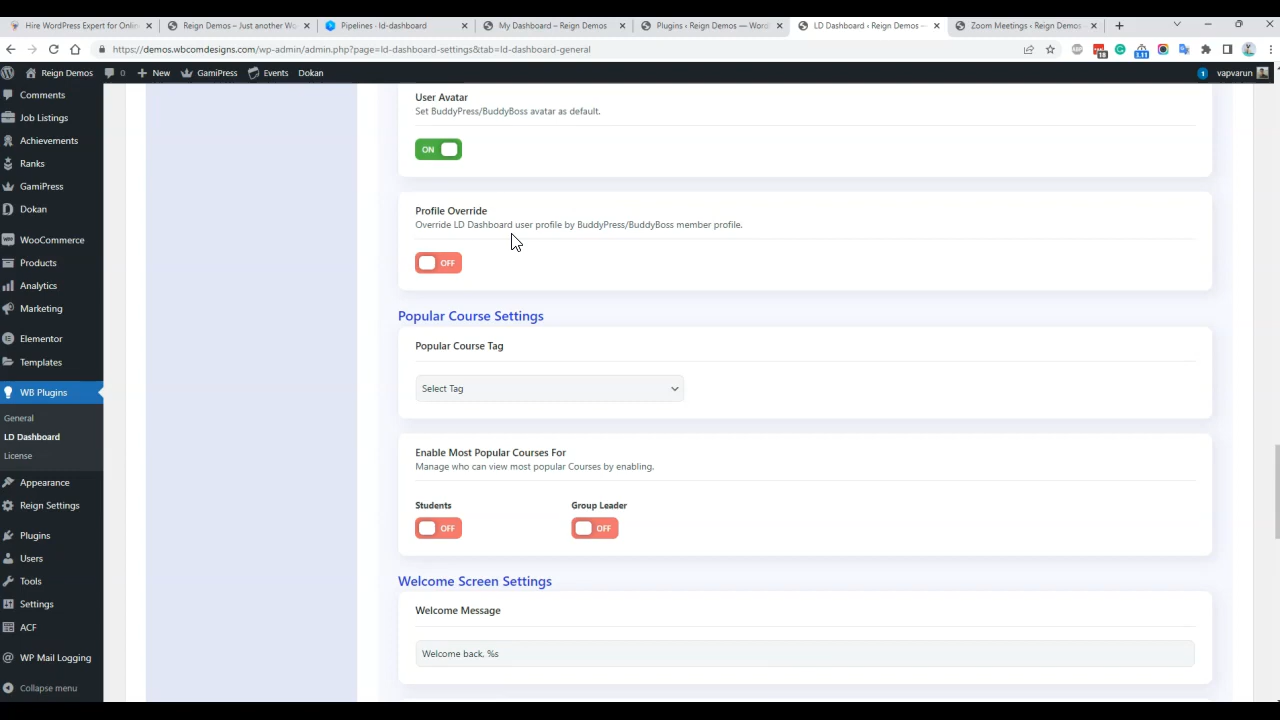 Hire WordPress Expert for Onlin
Reign Demos – Just another Wo
Pipelines - ld-dashboard
My Dashboard – Reign Demos
Plugins ‹ Reign Demos — Word
LD Dashboard ‹ Reign Demos —
Zoom Meetings ‹ Reign Demos
https://demos.wbcomdesigns.com/wp-admin/admin.php?page=ld-dashboard-settings&tab=ld-dashboard-general
18
1.11
Reign Demos
0
New
GamiPress
Events
Dokan
1
vapvarun
Comments
Job Listings
Achievements
Ranks
GamiPress
Dokan
WooCommerce
Products
Analytics
Marketing
Elementor
Templates
WB Plugins
General
LD Dashboard
License
Appearance
Reign Settings
Plugins
Users
Tools
Settings
ACF
WP Mail Logging
Collapse menu
User Avatar
Set BuddyPress/BuddyBoss avatar as default.
ON
Profile Override
Override LD Dashboard user profile by BuddyPress/BuddyBoss member profile.
OFF
Popular Course Settings
Popular Course Tag
Select Tag
Enable Most Popular Courses For
Manage who can view most popular Courses by enabling.
Students
Group Leader
OFF
OFF
Welcome Screen Settings
Welcome Message
Welcome back, %s